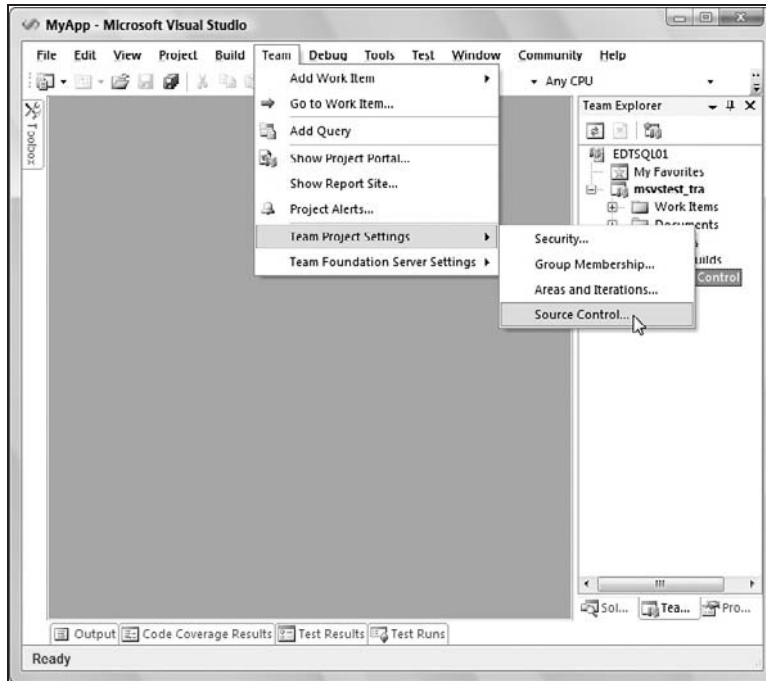 MyApp - Microsoft Visual Studio
File Edit View Project Build Team Debug Tools Test Window Community Help
Any CPU
Toolbox
Add Work Item
Go to Work Item...
Add Query
Show Project Portal...
Show Report Site...
Project Alerts...
Team Project Settings
Team Foundation Server Settings
Security...
Group Membership...
Areas and Iterations...
Source Control...
Team Explorer
EDTSQL01
My Favorites
msvstest_tra
Work Items
Control
Sol... Tea... Pro...
Output Code Coverage Results Test Results Test Runs
Ready